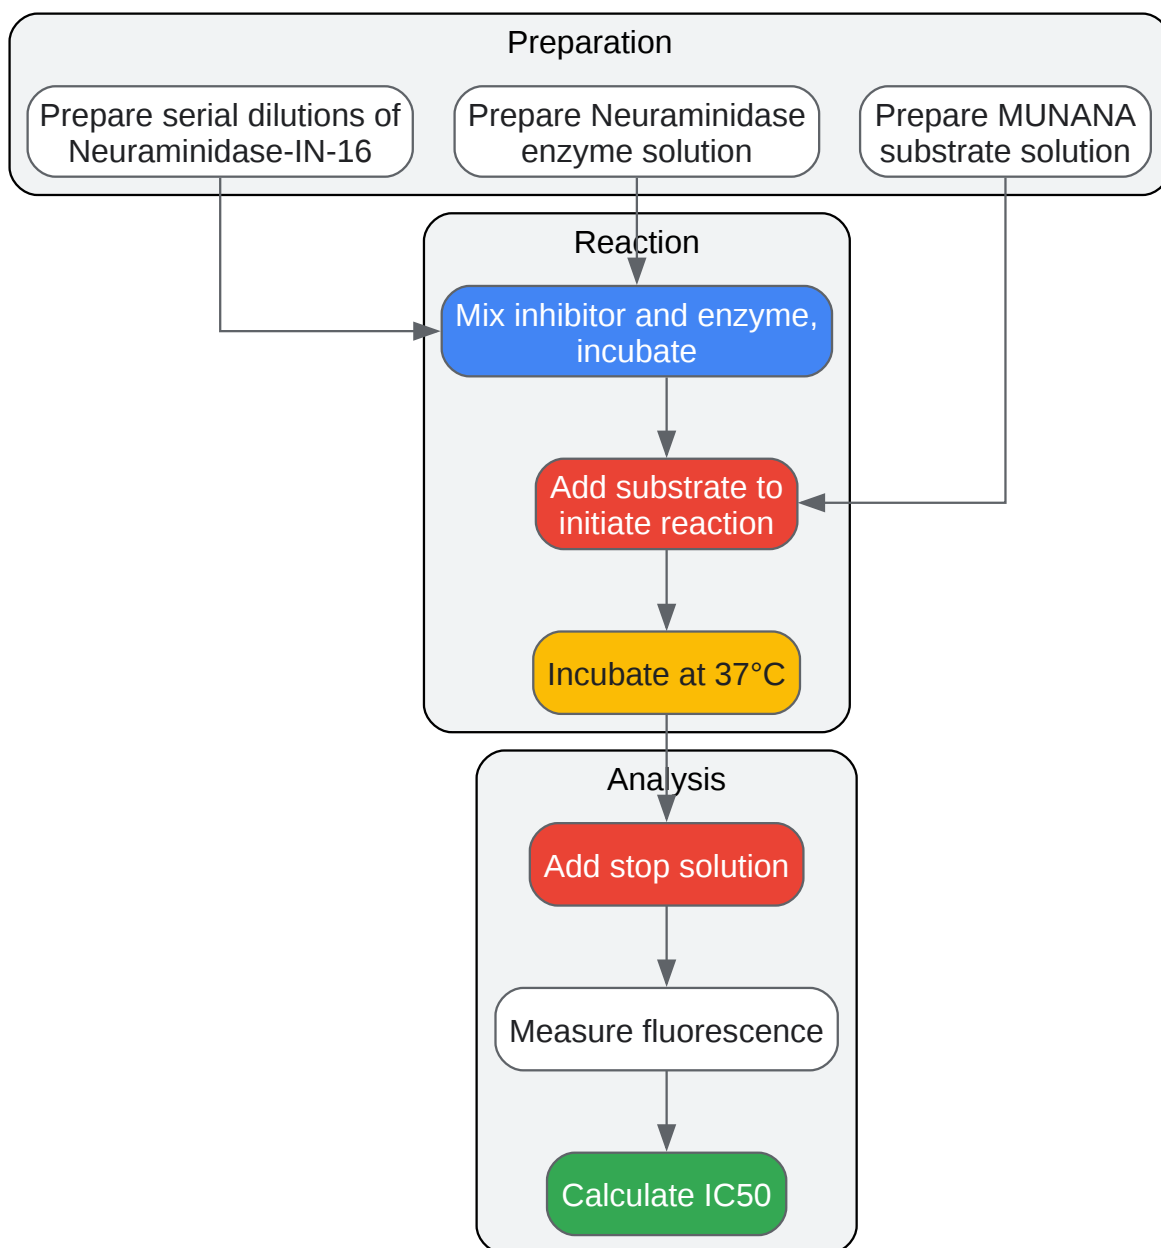 Preparation
Prepare serial dilutions of
Neuraminidase-IN-16
Prepare Neuraminidase
enzyme solution
Prepare MUNANA
substrate solution
Reaction
Mix inhibitor and enzyme,
incubate
Add substrate to
initiate reaction
Incubate at 37°C
Analysis
Add stop solution
Measure fluorescence
Calculate IC50